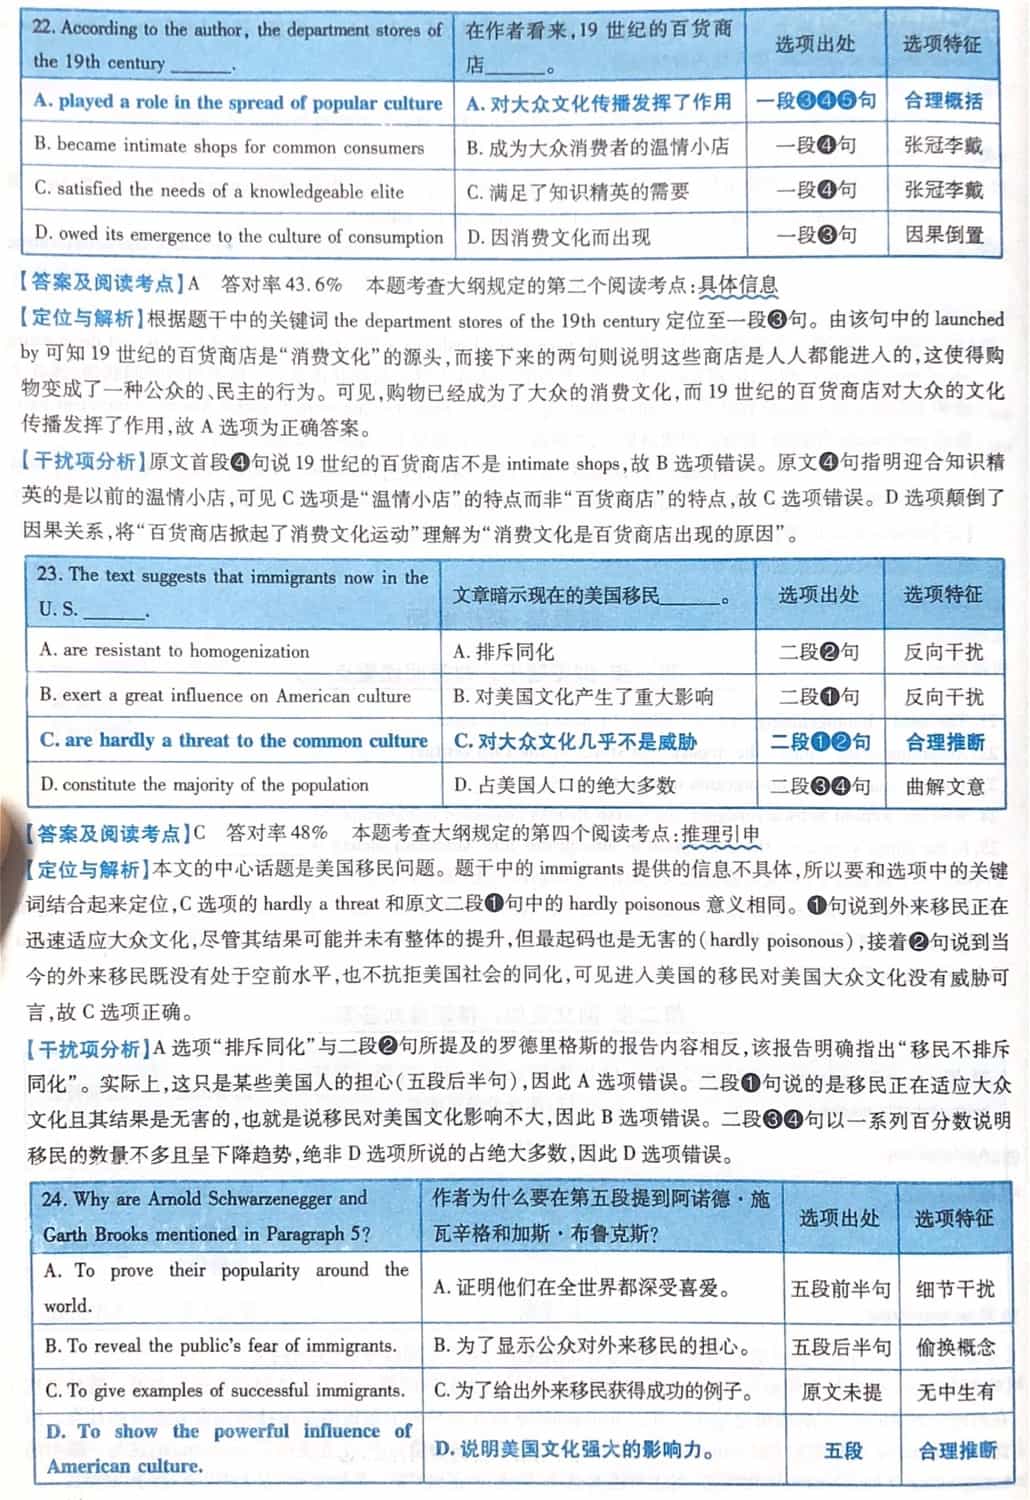 22. According to the author, the department stores of the 19th century ______.
在作者看来,19 世纪的百货商店______。
选项出处
选项特征
A. played a role in the spread of popular culture
A. 对大众文化传播发挥了作用
一段❸❹❺句
合理概括
B. became intimate shops for common consumers
B. 成为大众消费者的温情小店
一段❹句
张冠李戴
C. satisfied the needs of a knowledgeable elite
C. 满足了知识精英的需要
一段❹句
张冠李戴
D. owed its emergence to the culture of consumption
D. 因消费文化而出现
一段❸句
因果倒置
【答案及阅读考点】A 答对率 43.6% 本题考查大纲规定的第二个阅读考点:具体信息
【定位与解析】根据题干中的关键词 the department stores of the 19th century 定位至一段❸句。由该句中的 launched
by 可知 19 世纪的百货商店是“消费文化”的源头,而接下来的两句则说明这些商店是人人都能进人的,这使得购
物变成了一种公众的、民主的行为。可见,购物已经成为了大众的消费文化,而 19 世纪的百货商店对大众的文化
传播发挥了作用,故 A 选项为正确答案。
【干扰项分析】原文首段❹句说 19 世纪的百货商店不是 intimate shops,故 B 选项错误。原文❹句指明迎合知识精
英的是以前的温情小店,可见 C 选项是“温情小店”的特点而非“百货商店”的特点,故 C 选项错误。D 选项颠倒了
因果关系,将“百货商店掀起了消费文化运动”理解为“消费文化是百货商店出现的原因”。
23. The text suggests that immigrants now in the U. S. ______.
文章暗示现在的美国移民______。
选项出处
选项特征
A. are resistant to homogenization
A. 排斥同化
二段❷句
反向干扰
B. exert a great influence on American culture
B. 对美国文化产生了重大影响
二段❶句
反向干扰
C. are hardly a threat to the common culture
C. 对大众文化几乎不是威胁
二段❶❷句
合理推断
D. constitute the majority of the population
D. 占美国人口的绝大多数
二段❸❹句
曲解文意
【答案及阅读考点】C 答对率 48% 本题考查大纲规定的第四个阅读考点:推理引申
【定位与解析】本文的中心话题是美国移民问题。题干中的 immigrants 提供的信息不具体,所以要和选项中的关键
词结合起来定位,C 选项的 hardly a threat 和原文二段❶句中的 hardly poisonous 意义相同。❶句说到外来移民正在
迅速适应大众文化,尽管其结果可能并未有整体的提升,但最起码也是无害的(hardly poisonous),接着❷句说到当
今的外来移民既没有处于空前水平,也不抗拒美国社会的同化,可见进人美国的移民对美国大众文化没有威胁可
言,故 C 选项正确。
【干扰项分析】A 选项“排斥同化”与二段❷句所提及的罗德里格斯的报告内容相反,该报告明确指出“移民不排斥
同化”。实际上,这只是某些美国人的担心(五段后半句),因此 A 选项错误。二段❶句说的是移民正在适应大众
文化且其结果是无害的,也就是说移民对美国文化影响不大,因此 B 选项错误。二段❸❹句以一系列百分数说明
移民的数量不多且呈下降趋势,绝非 D 选项所说的占绝大多数,因此 D 选项错误。
24. Why are Arnold Schwarzenegger and Garth Brooks mentioned in Paragraph 5?
作者为什么要在第五段提到阿诺德·施瓦辛格和加斯·布鲁克斯?
选项出处
选项特征
A. To prove their popularity around the world.
A. 证明他们在全世界都深受喜爱。
五段前半句
细节干扰
B. To reveal the public's fear of immigrants.
B. 为了显示公众对外来移民的担心。
五段后半句
偷换概念
C. To give examples of successful immigrants.
C. 为了给出外来移民获得成功的例子。
原文未提
无中生有
D. To show the powerful influence of American culture.
D. 说明美国文化强大的影响力。
五段
合理推断